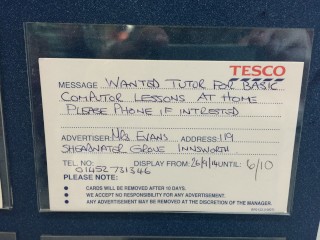 TESCO
MESSAGE WANTED TUTOR FOR BASIC
COMPUTOR LESSONS AT HOME
PLEASE PHONE IF INTRESTED
ADVERTISER: MRS EVANS ADDRESS: 119
SHEARWATER GROVE INNSWORTH
TEL NO: DISPLAY FROM: 26/9/14 UNTIL: 6/10
01452 731346
PLEASE NOTE:
• CARDS WILL BE REMOVED AFTER 10 DAYS.
• WE ACCEPT NO RESPONSIBILITY FOR ANY ADVERTISEMENT.
• ANY ADVERTISEMENT MAY BE REMOVED AT THE DISCRETION OF THE MANAGER.